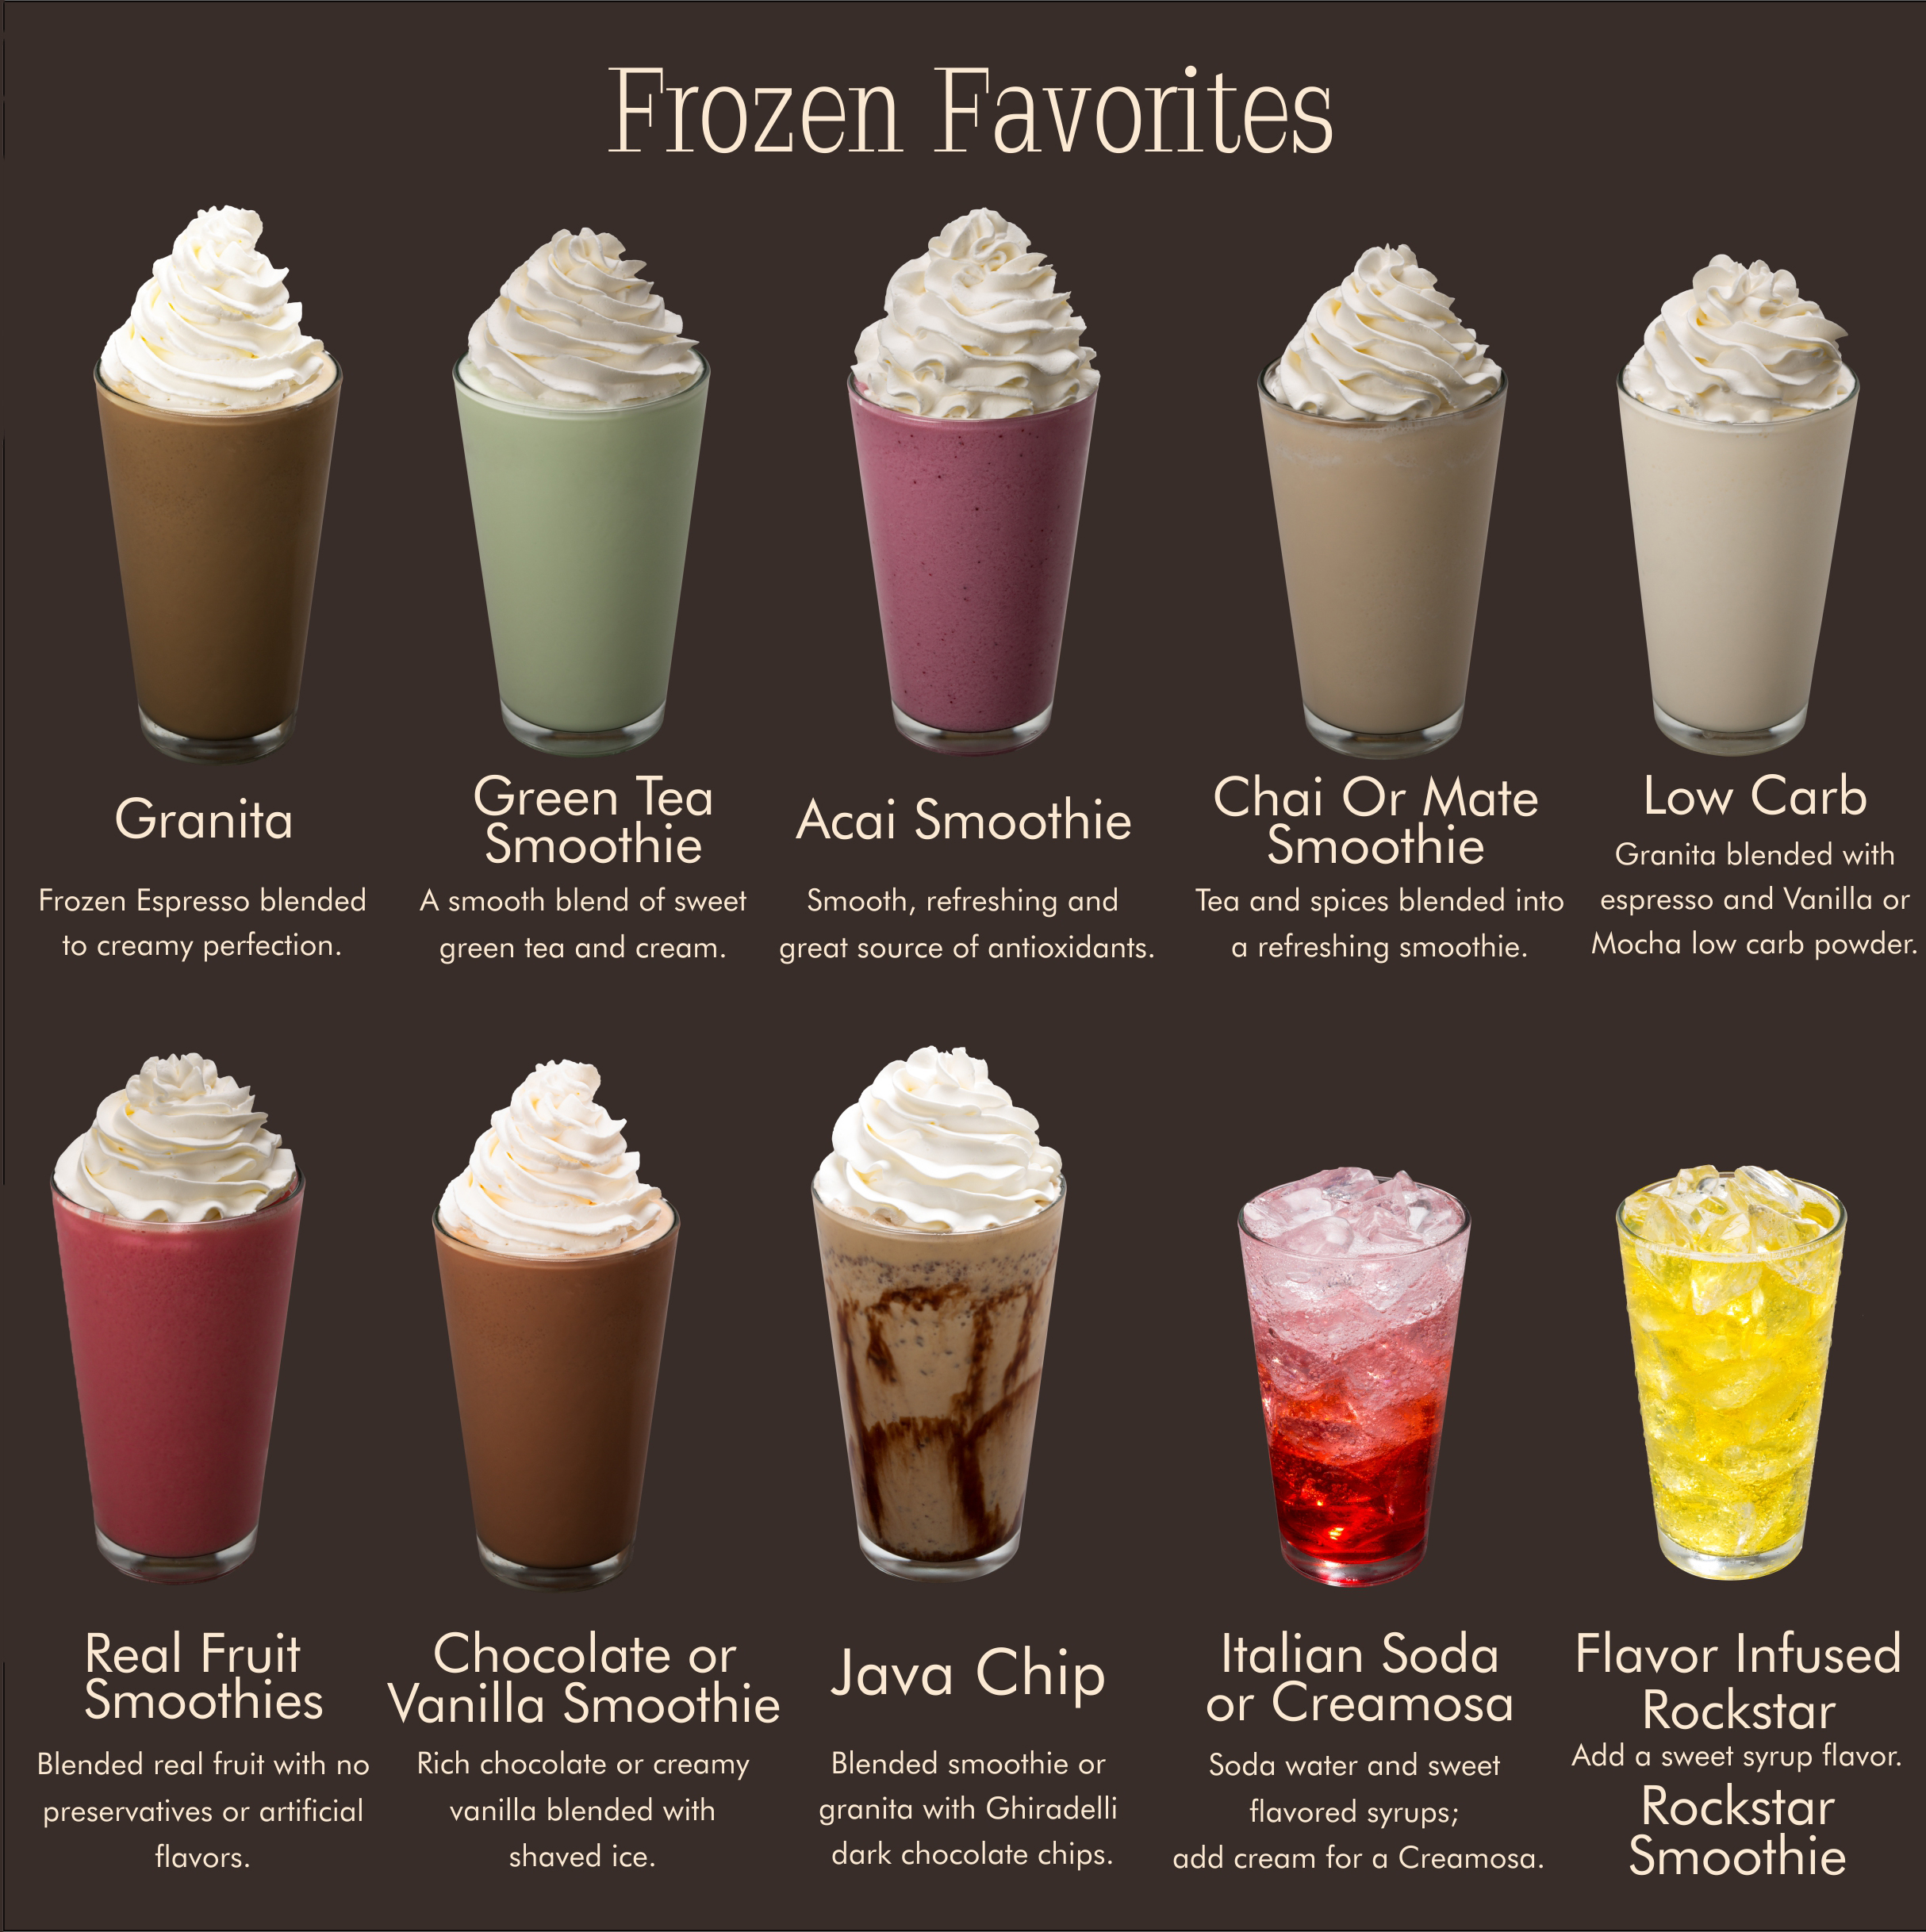 Frozen Favorites
Granita
Frozen Espresso blended
to creamy perfection.
Green Tea
Smoothie
A smooth blend of sweet
green tea and cream.
Acai Smoothie
Smooth, refreshing and
great source of antioxidants.
Chai Or Mate
Smoothie
Tea and spices blended into
a refreshing smoothie.
Low Carb
Granita blended with
espresso and Vanilla or
Mocha low carb powder.
Real Fruit
Smoothies
Blended real fruit with no
preservatives or artificial
flavors.
Chocolate or
Vanilla Smoothie
Rich chocolate or creamy
vanilla blended with
shaved ice.
Java Chip
Blended smoothie or
granita with Ghiradelli
dark chocolate chips.
Italian Soda
or Creamosa
Soda water and sweet
flavored syrups;
add cream for a Creamosa.
Flavor Infused
Rockstar
Add a sweet syrup flavor.
Rockstar
Smoothie